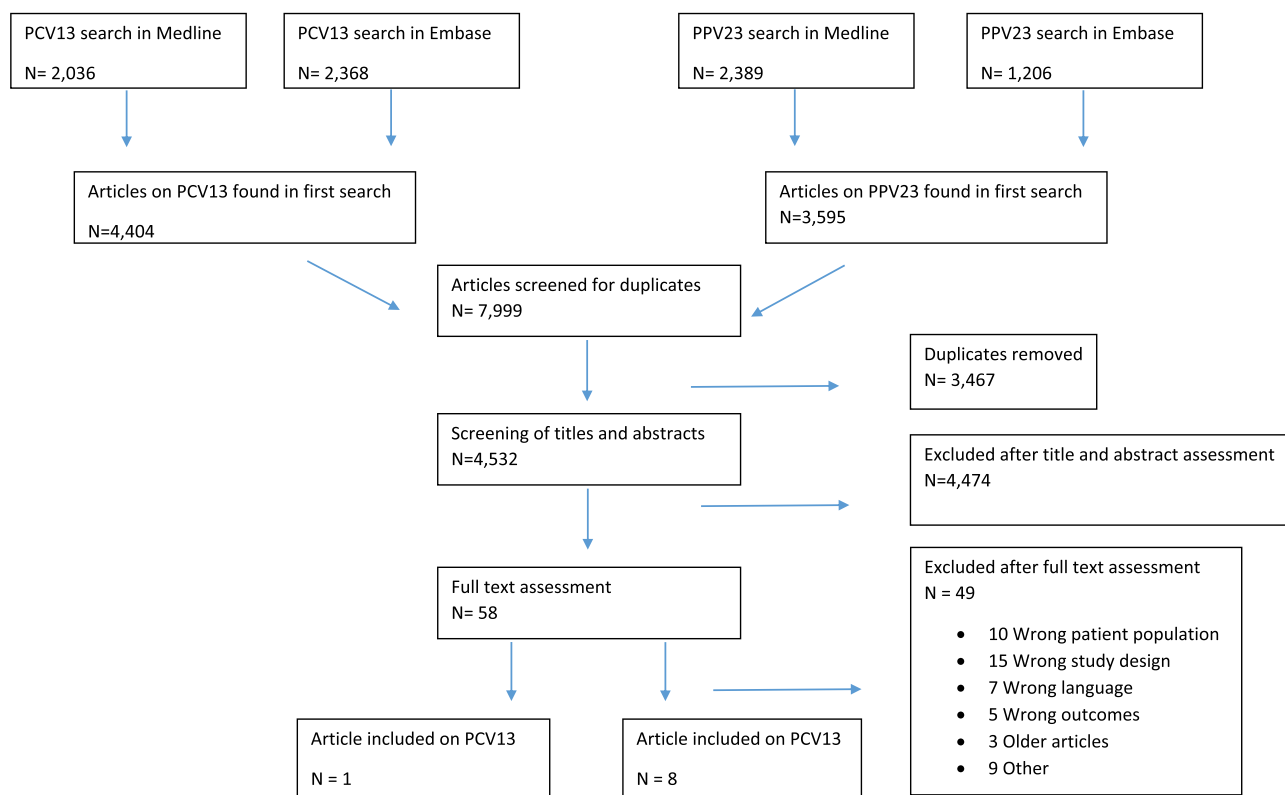 PCV13 search in Medline
N= 2,036
PCV13 search in Embase
N= 2,368
PPV23 search in Medline
N= 2,389
PPV23 search in Embase
N= 1,206
Articles on PCV13 found in first search
N=4,404
Articles on PPV23 found in first search
N=3,595
Articles screened for duplicates
N= 7,999
Duplicates removed
N= 3,467
Screening of titles and abstracts
N=4,532
Excluded after title and abstract assessment
N=4,474
Full text assessment
N= 58
Excluded after full text assessment
N = 49
• 10 Wrong patient population
• 15 Wrong study design
• 7 Wrong language
• 5 Wrong outcomes
• 3 Older articles
• 9 Other
Article included on PCV13
N = 1
Article included on PCV13
N = 8